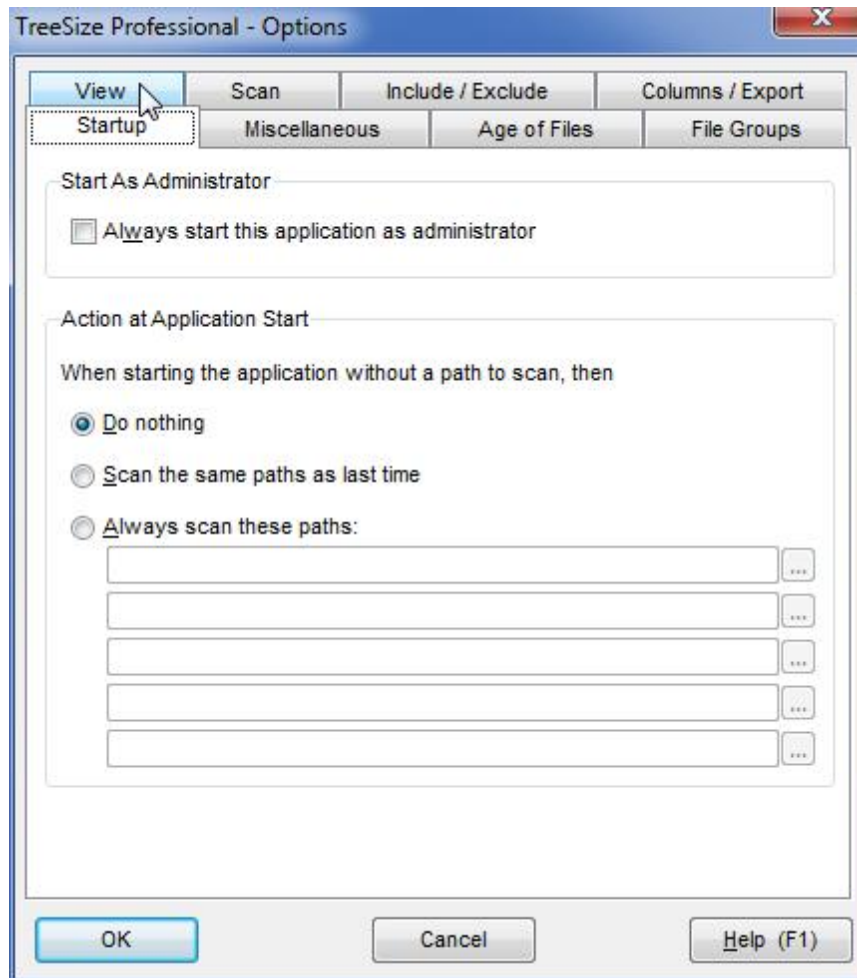 TreeSize Professional - Options
View Scan Include / Exclude Columns / Export
Startup Miscellaneous Age of Files File Groups
Start As Administrator
Always start this application as administrator
Action at Application Start
When starting the application without a path to scan, then
Do nothing
Scan the same paths as last time
Always scan these paths:
...
...
...
...
...
OK Cancel Help (F1)